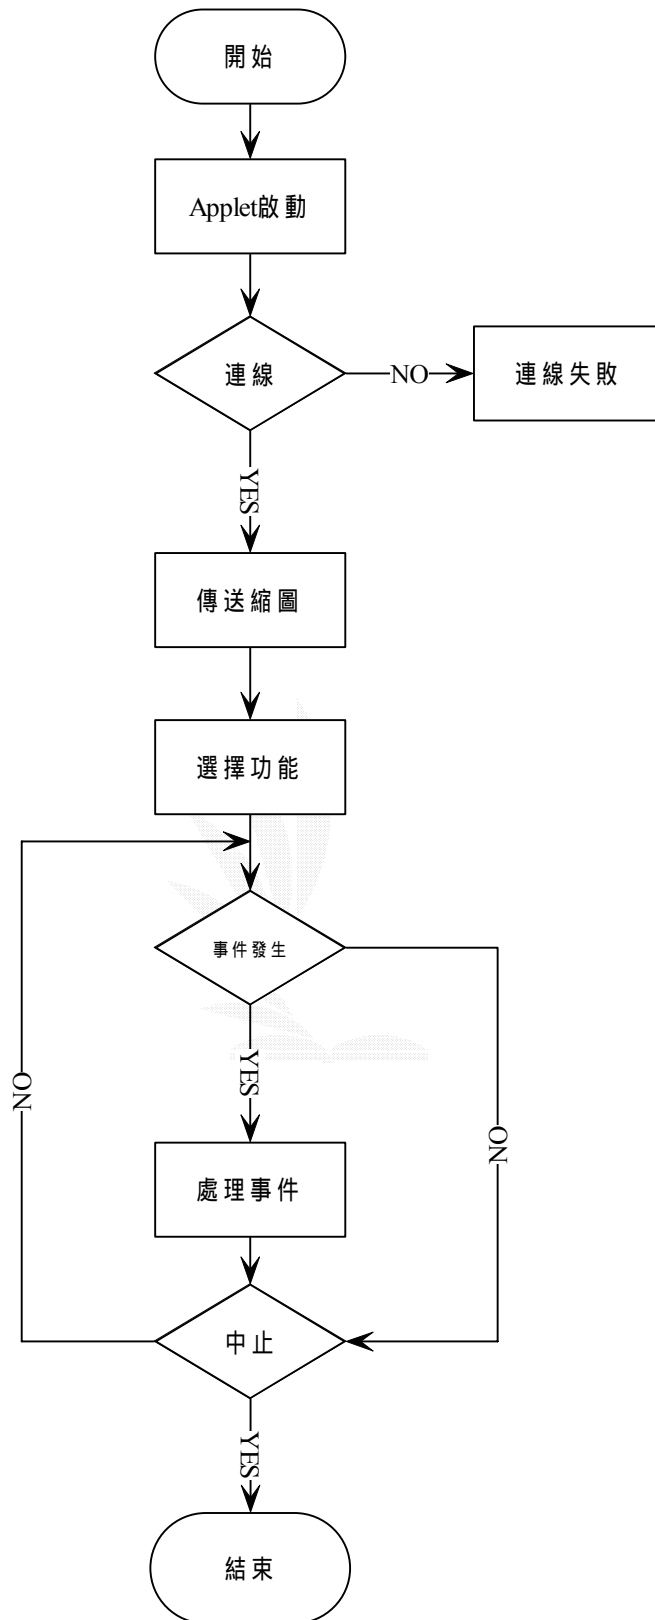 開始
Applet啟動
連線
NO
連線失敗
YES
傳送縮圖
選擇功能
事件發生
YES
NO
NO
處理事件
中止
YES
結束